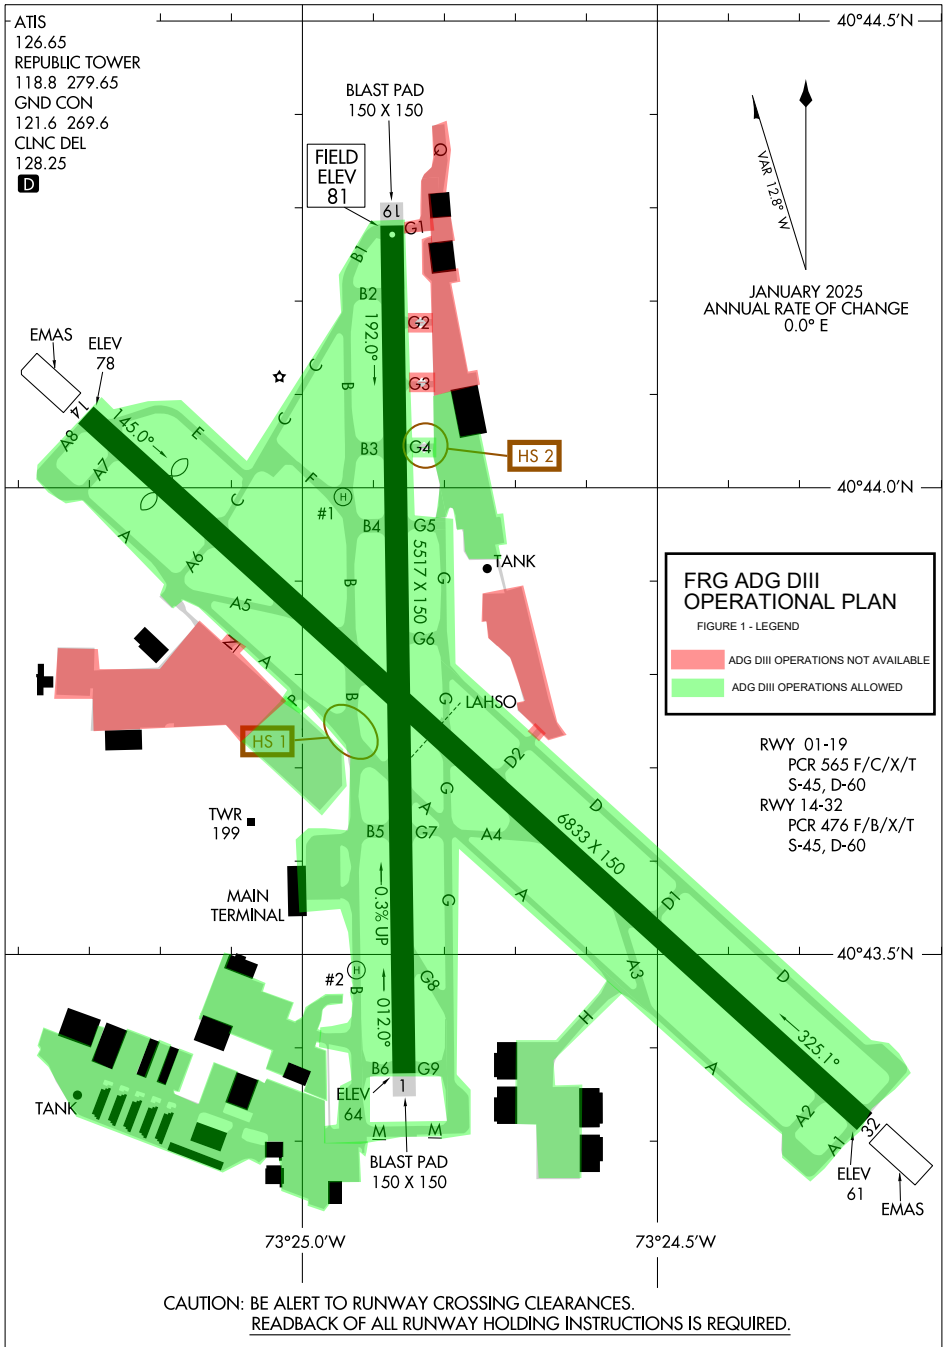 ATIS
126.65
REPUBLIC TOWER
118.8 279.65
GND CON
121.6 269.6
CLNC DEL
128.25
D
40°44.5'N
BLAST PAD
150 X 150
FIELD
ELEV
81
19
Q
G1
VAR 12.8° W
JANUARY 2025
ANNUAL RATE OF CHANGE
0.0° E
B1
B2
192.0°
G2
G3
EMAS
ELEV
78
14
145.0°
A8
A7
E
C
C
B
B3
G4
HS 2
F
H
#1
C
40°44.0'N
A
B4
G5
5517 X 150
TANK
A6
B
G
A5
G6
FRG ADG DIII
OPERATIONAL PLAN
FIGURE 1 - LEGEND
ADG DIII OPERATIONS NOT AVAILABLE
ADG DIII OPERATIONS ALLOWED
N
A
P
B
G
LAHSO
HS 1
D2
RWY 01-19
PCR 565 F/C/X/T
S-45, D-60
RWY 14-32
PCR 476 F/B/X/T
S-45, D-60
G
A
D
TWR
199
B5
G7
A4
6833 X 150
MAIN
TERMINAL
0.3% UP
G
A
D1
40°43.5'N
#2
H
B
G8
A3
D
012.0°
H
325.1°
B6
G9
A
ELEV
64
1
TANK
A2
A1
32
M
M
BLAST PAD
150 X 150
ELEV
61
EMAS
73°25.0'W
73°24.5'W
CAUTION: BE ALERT TO RUNWAY CROSSING CLEARANCES.
READBACK OF ALL RUNWAY HOLDING INSTRUCTIONS IS REQUIRED.